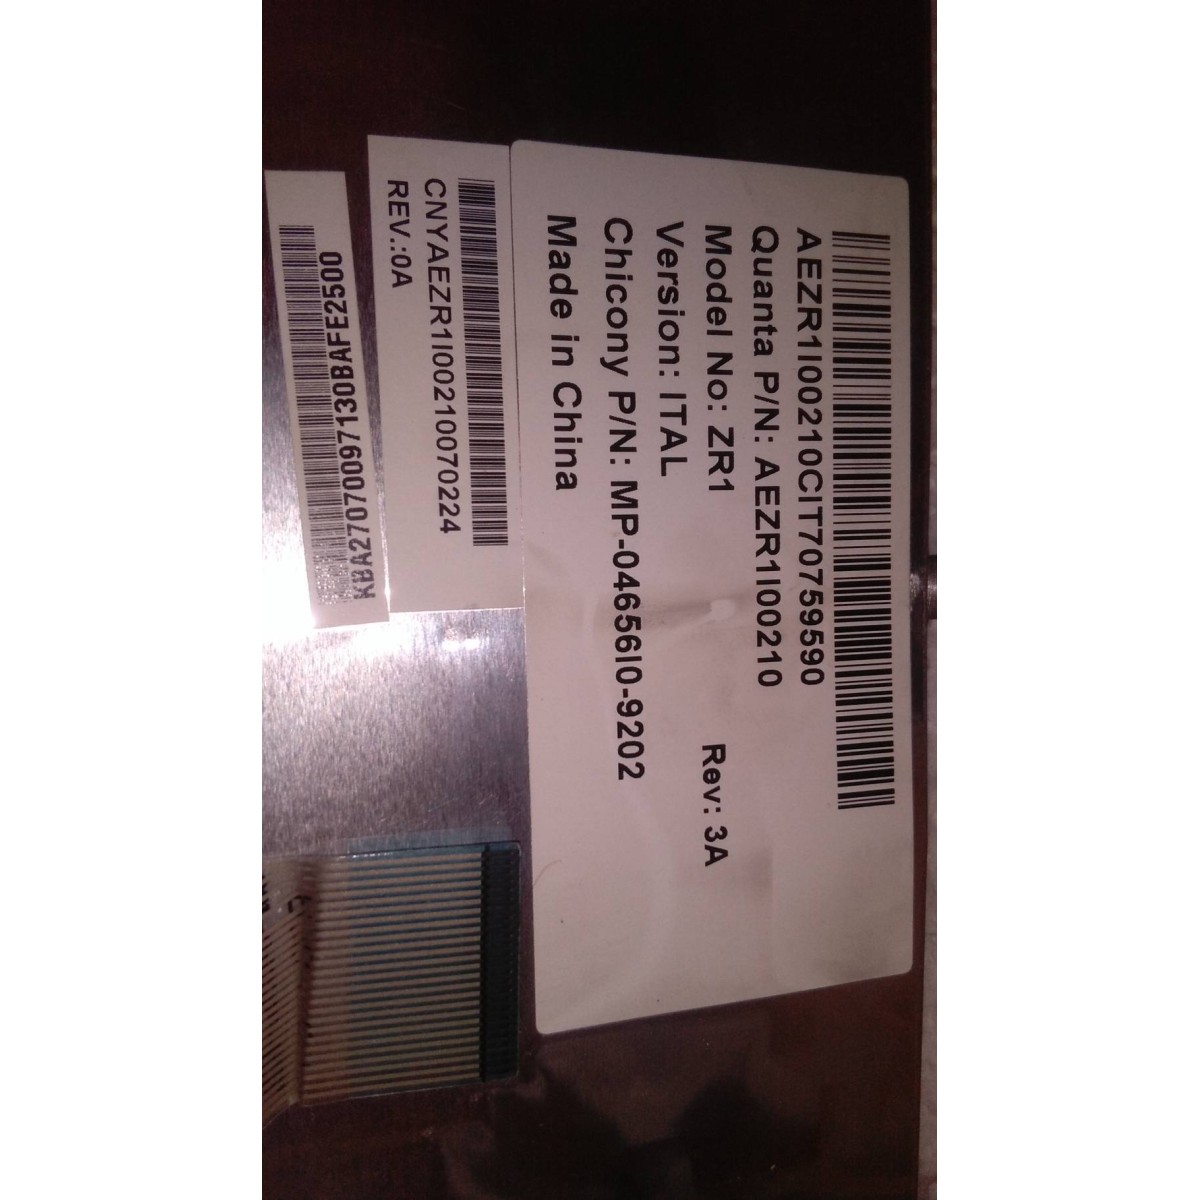 AEZR1I00210CIT70759590
Quanta P/N: AEZR1I00210
Model No: ZR1 Rev: 3A
Version: ITAL
Chicony P/N: MP-04656I0-9202
Made in China
CNYAEZR1I00210070224
REV.:0A
KBA27070097130BAFE2500